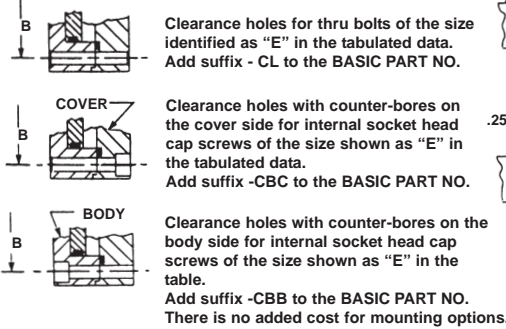 B
Clearance holes for thru bolts of the size
identified as “E” in the tabulated data.
Add suffix - CL to the BASIC PART NO.
COVER
B
Clearance holes with counter-bores on
the cover side for internal socket head
cap screws of the size shown as “E” in
the tabulated data.
Add suffix -CBC to the BASIC PART NO.
.25
BODY
B
Clearance holes with counter-bores on the
body side for internal socket head cap
screws of the size shown as “E” in the
table.
Add suffix -CBB to the BASIC PART NO.
There is no added cost for mounting options.